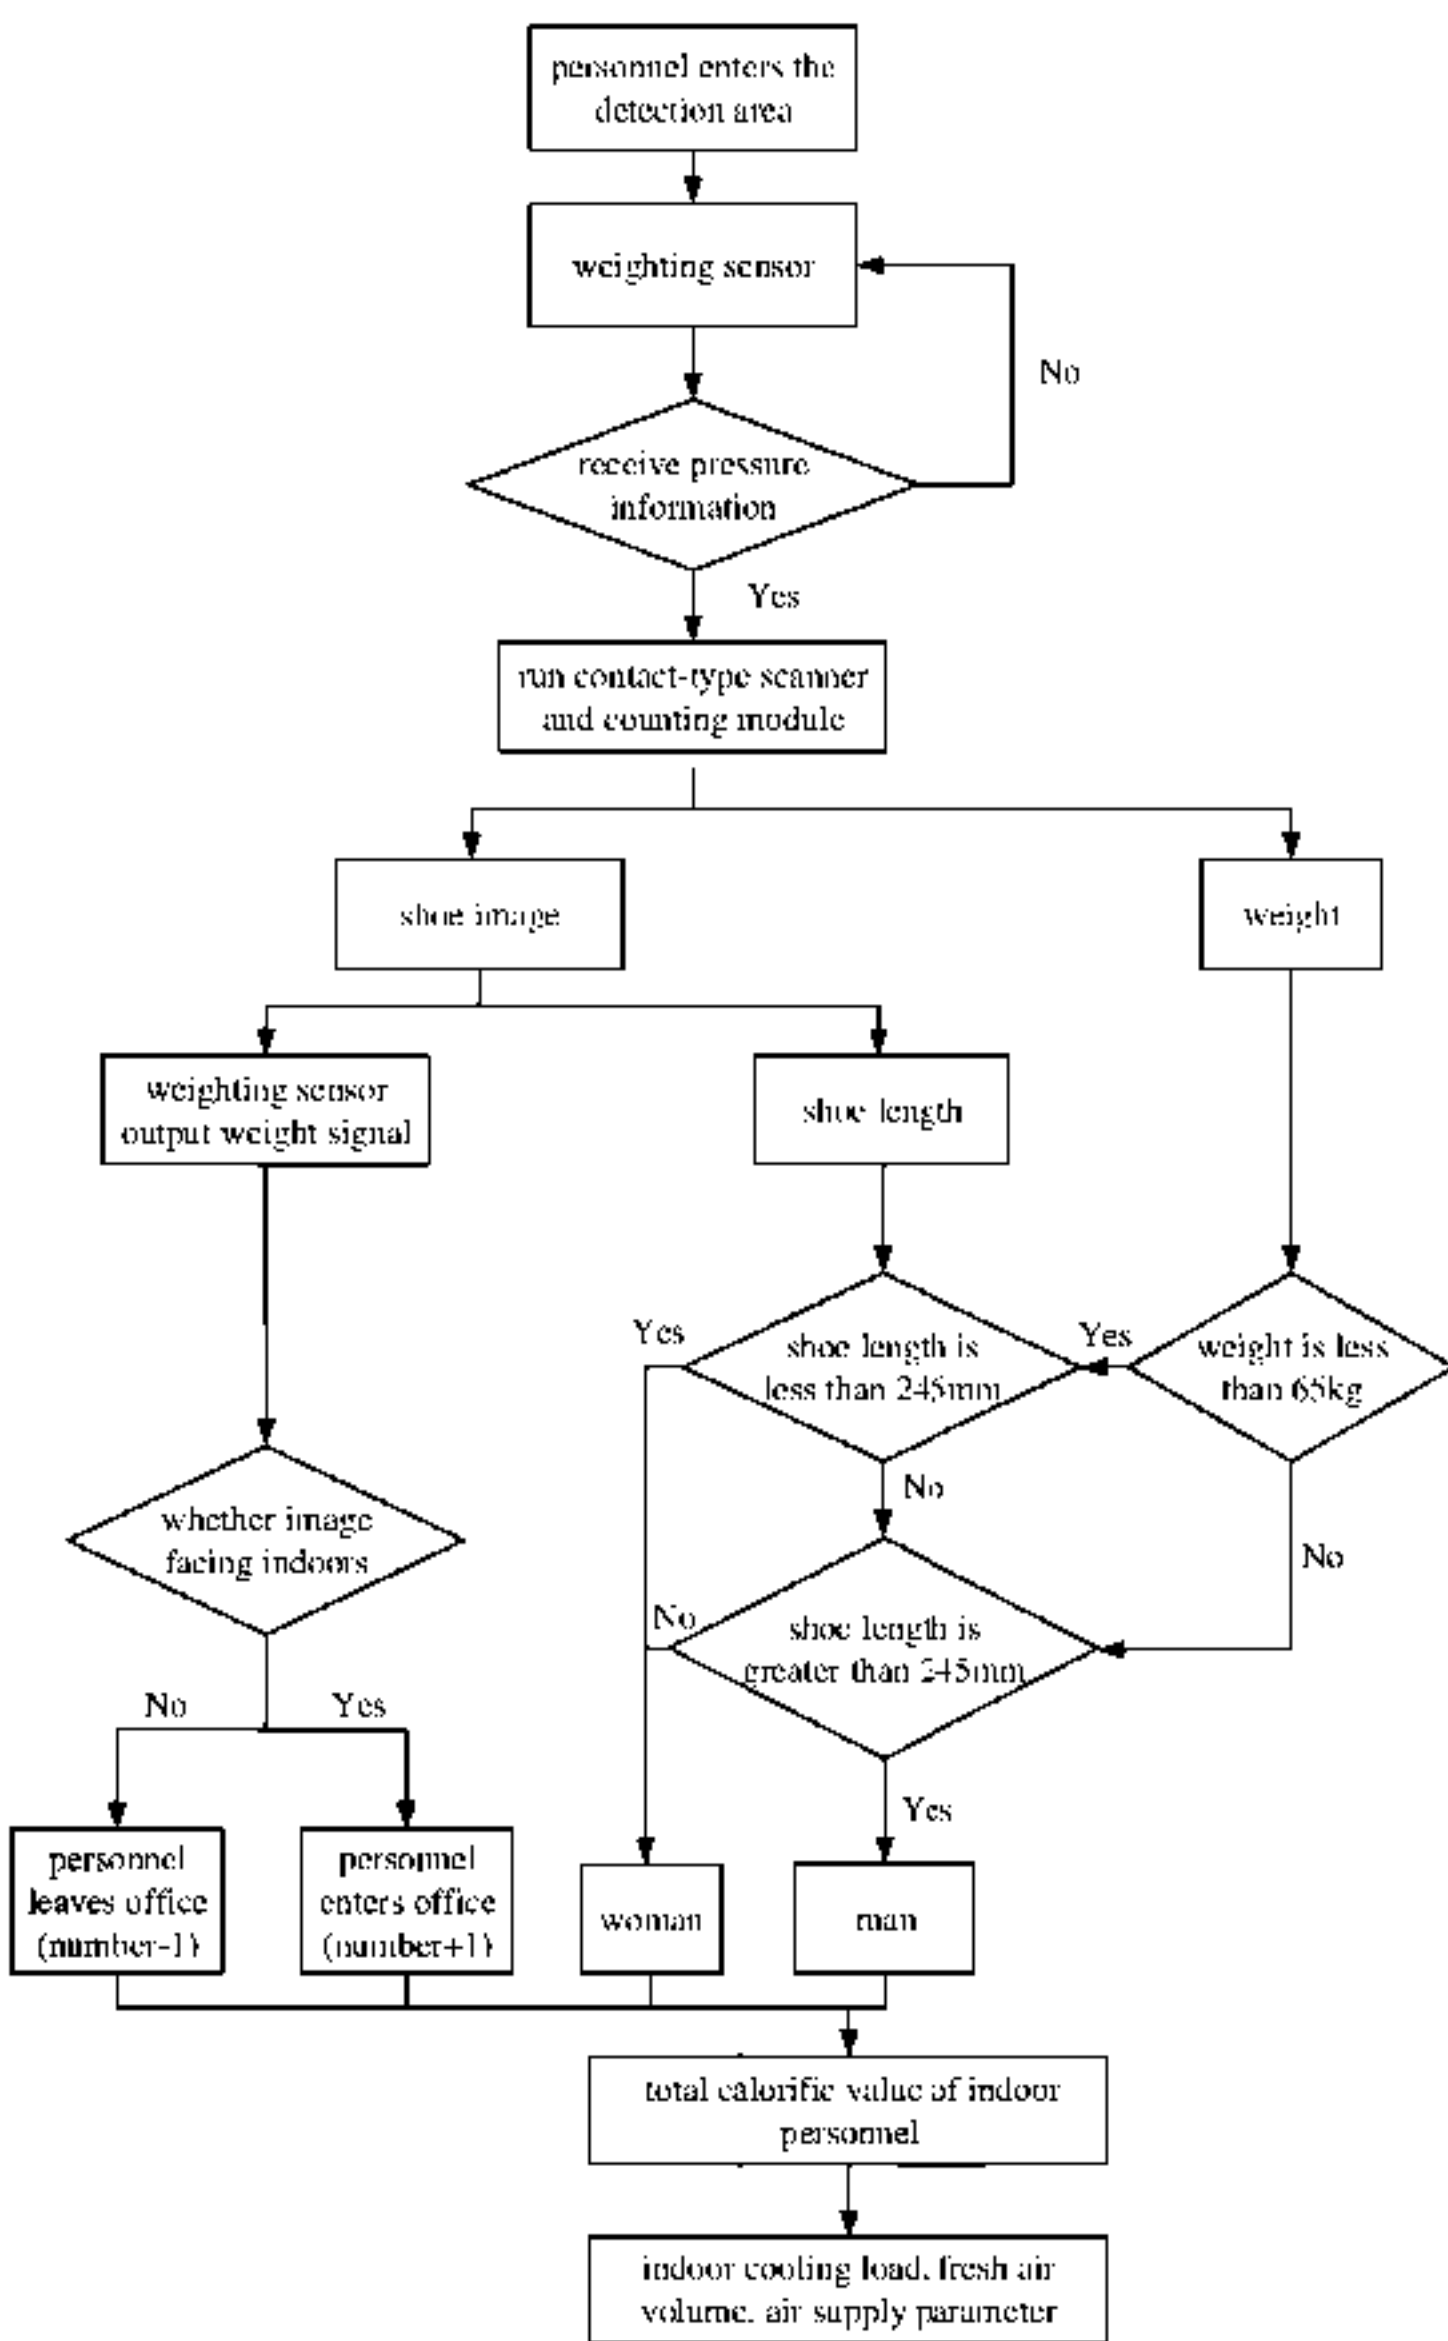 personnel enters the
detection area
weighting sensor
No
receive pressure
information
Yes
run contact-type scanner
and counting module
shoe image
weight
weighting sensor
output weight signal
shoe length
Yes
shoe length is
less than 245mm
Yes
weight is less
than 65kg
No
whether image
facing indoors
No
No
shoe length is
greater than 245mm
No
Yes
Yes
personnel
leaves office
(number-1)
personnel
enters office
(number+1)
woman
man
total calorific value of indoor
personnel
indoor cooling load, fresh air
volume, air supply parameter